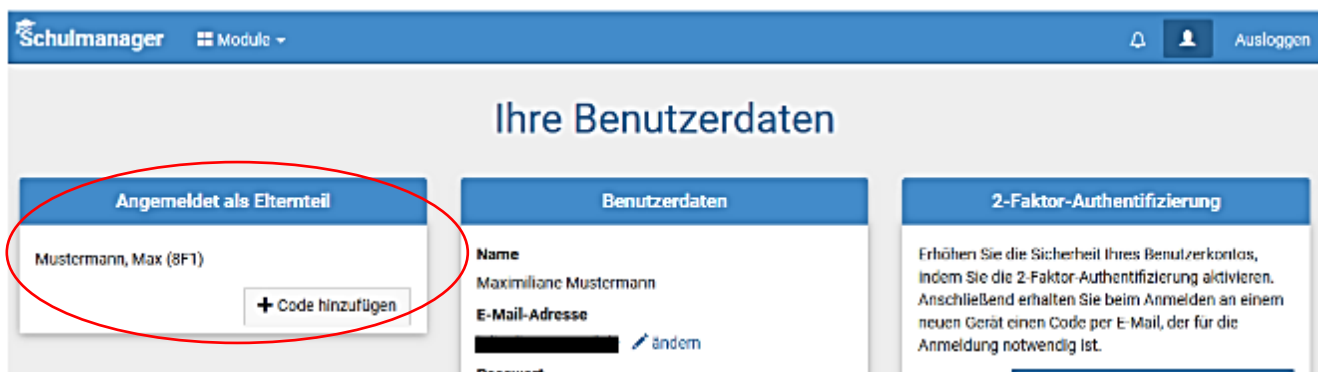 Schulmanager Module Ausloggen
Ihre Benutzerdaten
Angemeldet als Elternteil
Mustermann, Max (8F1)
+ Code hinzufügen
Benutzerdaten
Name
Maximiliane Mustermann
E-Mail-Adresse
ändern
Passwort
2-Faktor-Authentifizierung
Erhöhen Sie die Sicherheit Ihres Benutzerkontos,
indem Sie die 2-Faktor-Authentifizierung aktivieren.
Anschließend erhalten Sie beim Anmelden an einem
neuen Gerät einen Code per E-Mail, der für die
Anmeldung notwendig ist.